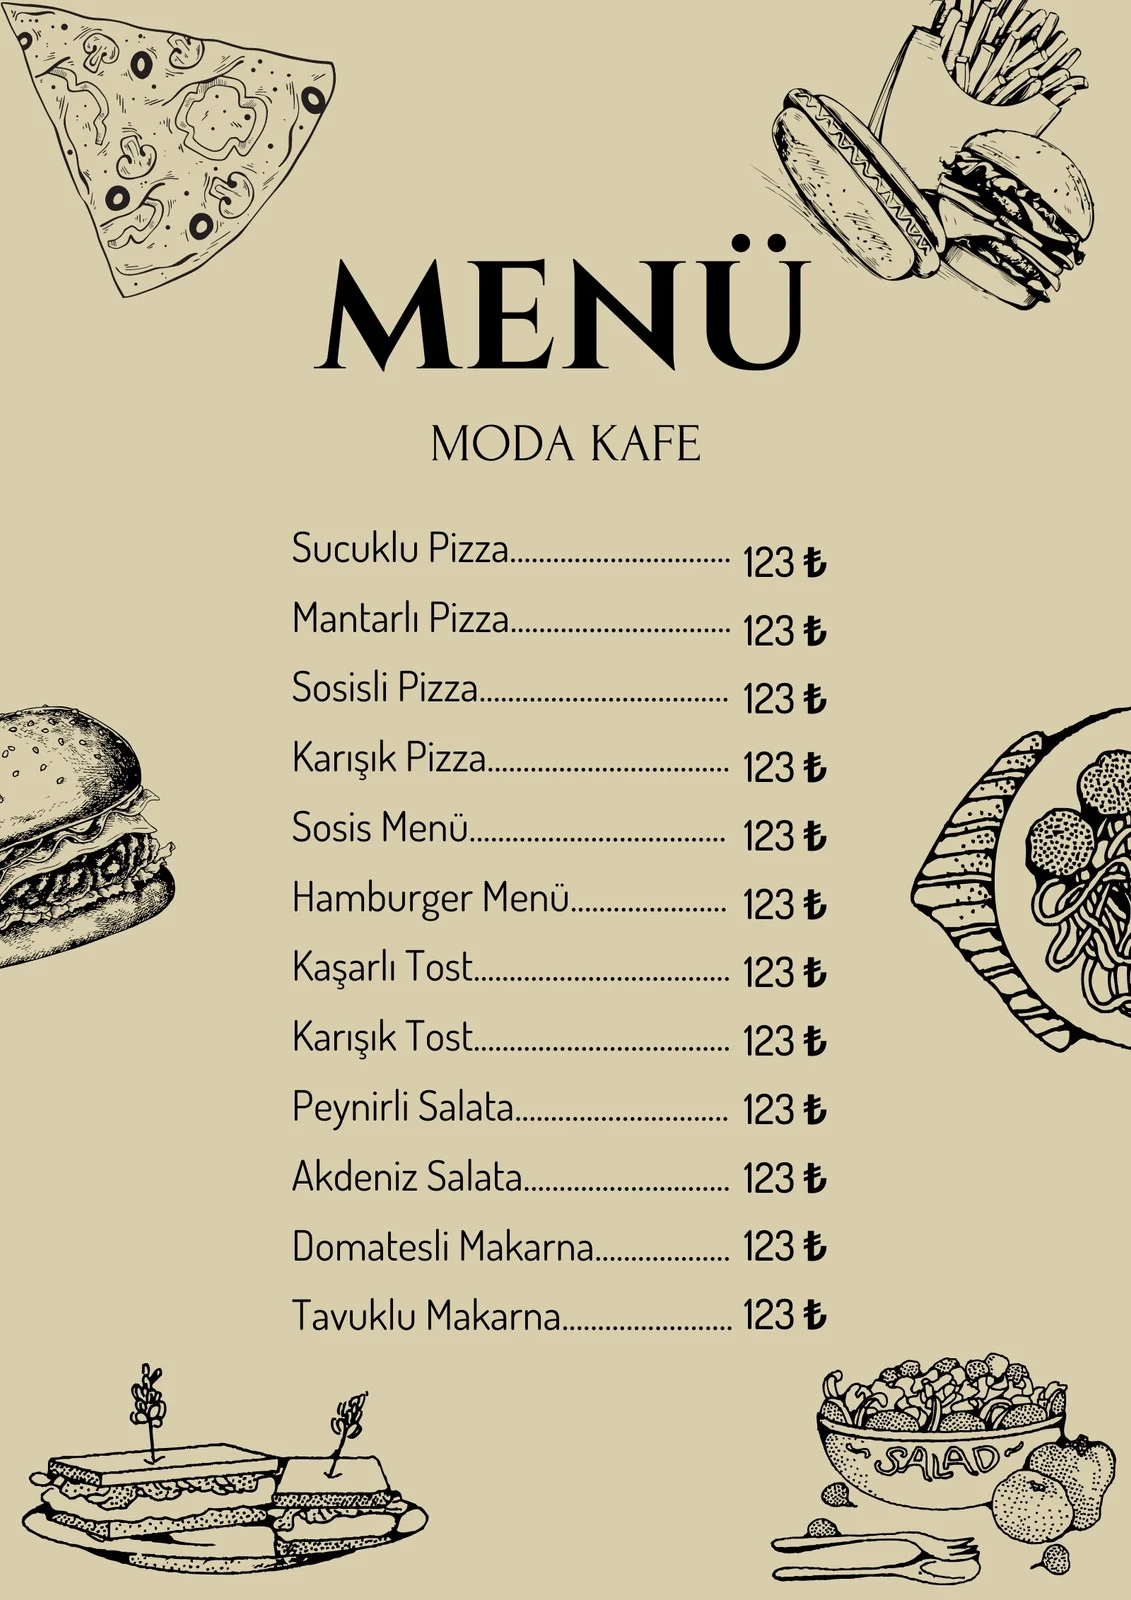 MENÜ
MODA KAFE
Sucuklu Pizza............................... 123 ₺
Mantarlı Pizza............................... 123 ₺
Sosisli Pizza................................... 123 ₺
Karışık Pizza.................................. 123 ₺
Sosis Menü.................................... 123 ₺
Hamburger Menü...................... 123 ₺
Kaşarlı Tost.................................... 123 ₺
Karışık Tost.................................... 123 ₺
Peynirli Salata.............................. 123 ₺
Akdeniz Salata............................. 123 ₺
Domatesli Makarna................... 123 ₺
Tavuklu Makarna........................ 123 ₺
SALAD